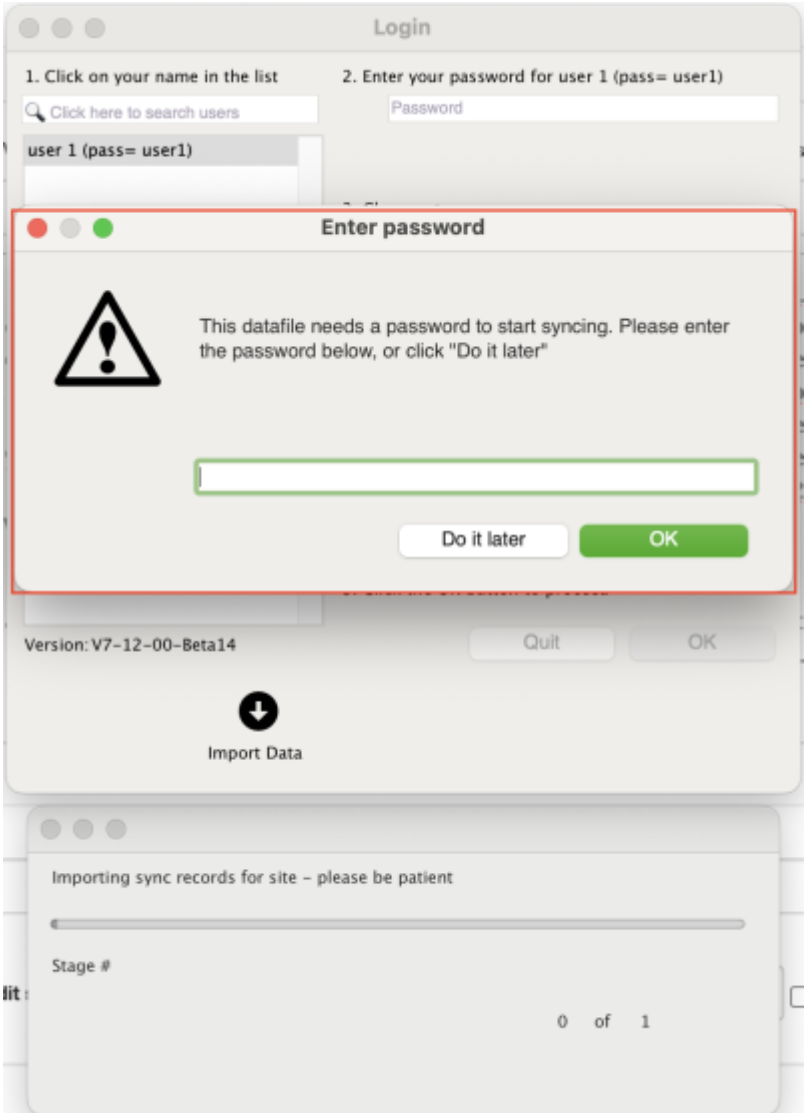 Login
1. Click on your name in the list
2. Enter your password for user 1 (pass= user1)
Click here to search users
Password
user 1 (pass= user1)
Enter password
This datafile needs a password to start syncing. Please enter
the password below, or click "Do it later"
Do it later
OK
Version: V7-12-00-Beta14
Quit
OK
Import Data
Importing sync records for site – please be patient
Stage #
0 of 1
dit